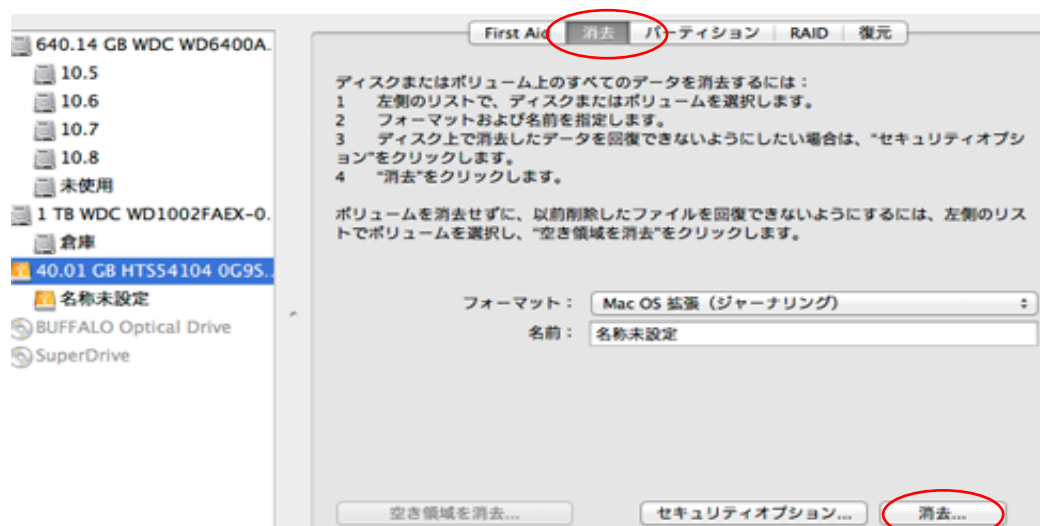 640.14 GB WDC WD6400A.
10.5
10.6
10.7
10.8
未使用
1 TB WDC WD1002FAEX-0.
倉庫
40.01 GB HTS54104 0G9S...
名称未設定
BUFFALO Optical Drive
SuperDrive
First Aid 消去 パーティション RAID 復元
ディスクまたはボリューム上のすべてのデータを消去するには：
1 左側のリストで、ディスクまたはボリュームを選択します。
2 フォーマットおよび名前を指定します。
3 ディスク上で消去したデータを回復できないようにしたい場合は、“セキュリティオプシ
ョン”をクリックします。
4 “消去”をクリックします。
ボリュームを消去せずに、以前削除したファイルを回復できないようにするには、左側のリス
トでボリュームを選択し、“空き領域を消去”をクリックします。
フォーマット： Mac OS 拡張（ジャーナリング）
名前： 名称未設定
空き領域を消去... セキュリティオプション... 消去...